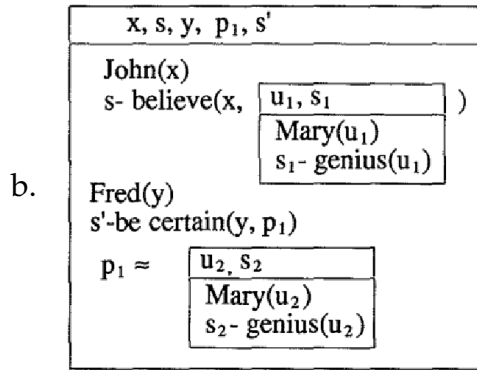 x, s, y, p₁, s'
John(x)
s- believe(x, u₁, s₁ )
Mary(u₁)
s₁- genius(u₁)
b.
Fred(y)
s'-be certain(y, p₁)
p₁ ≈ u₂, s₂
Mary(u₂)
s₂- genius(u₂)